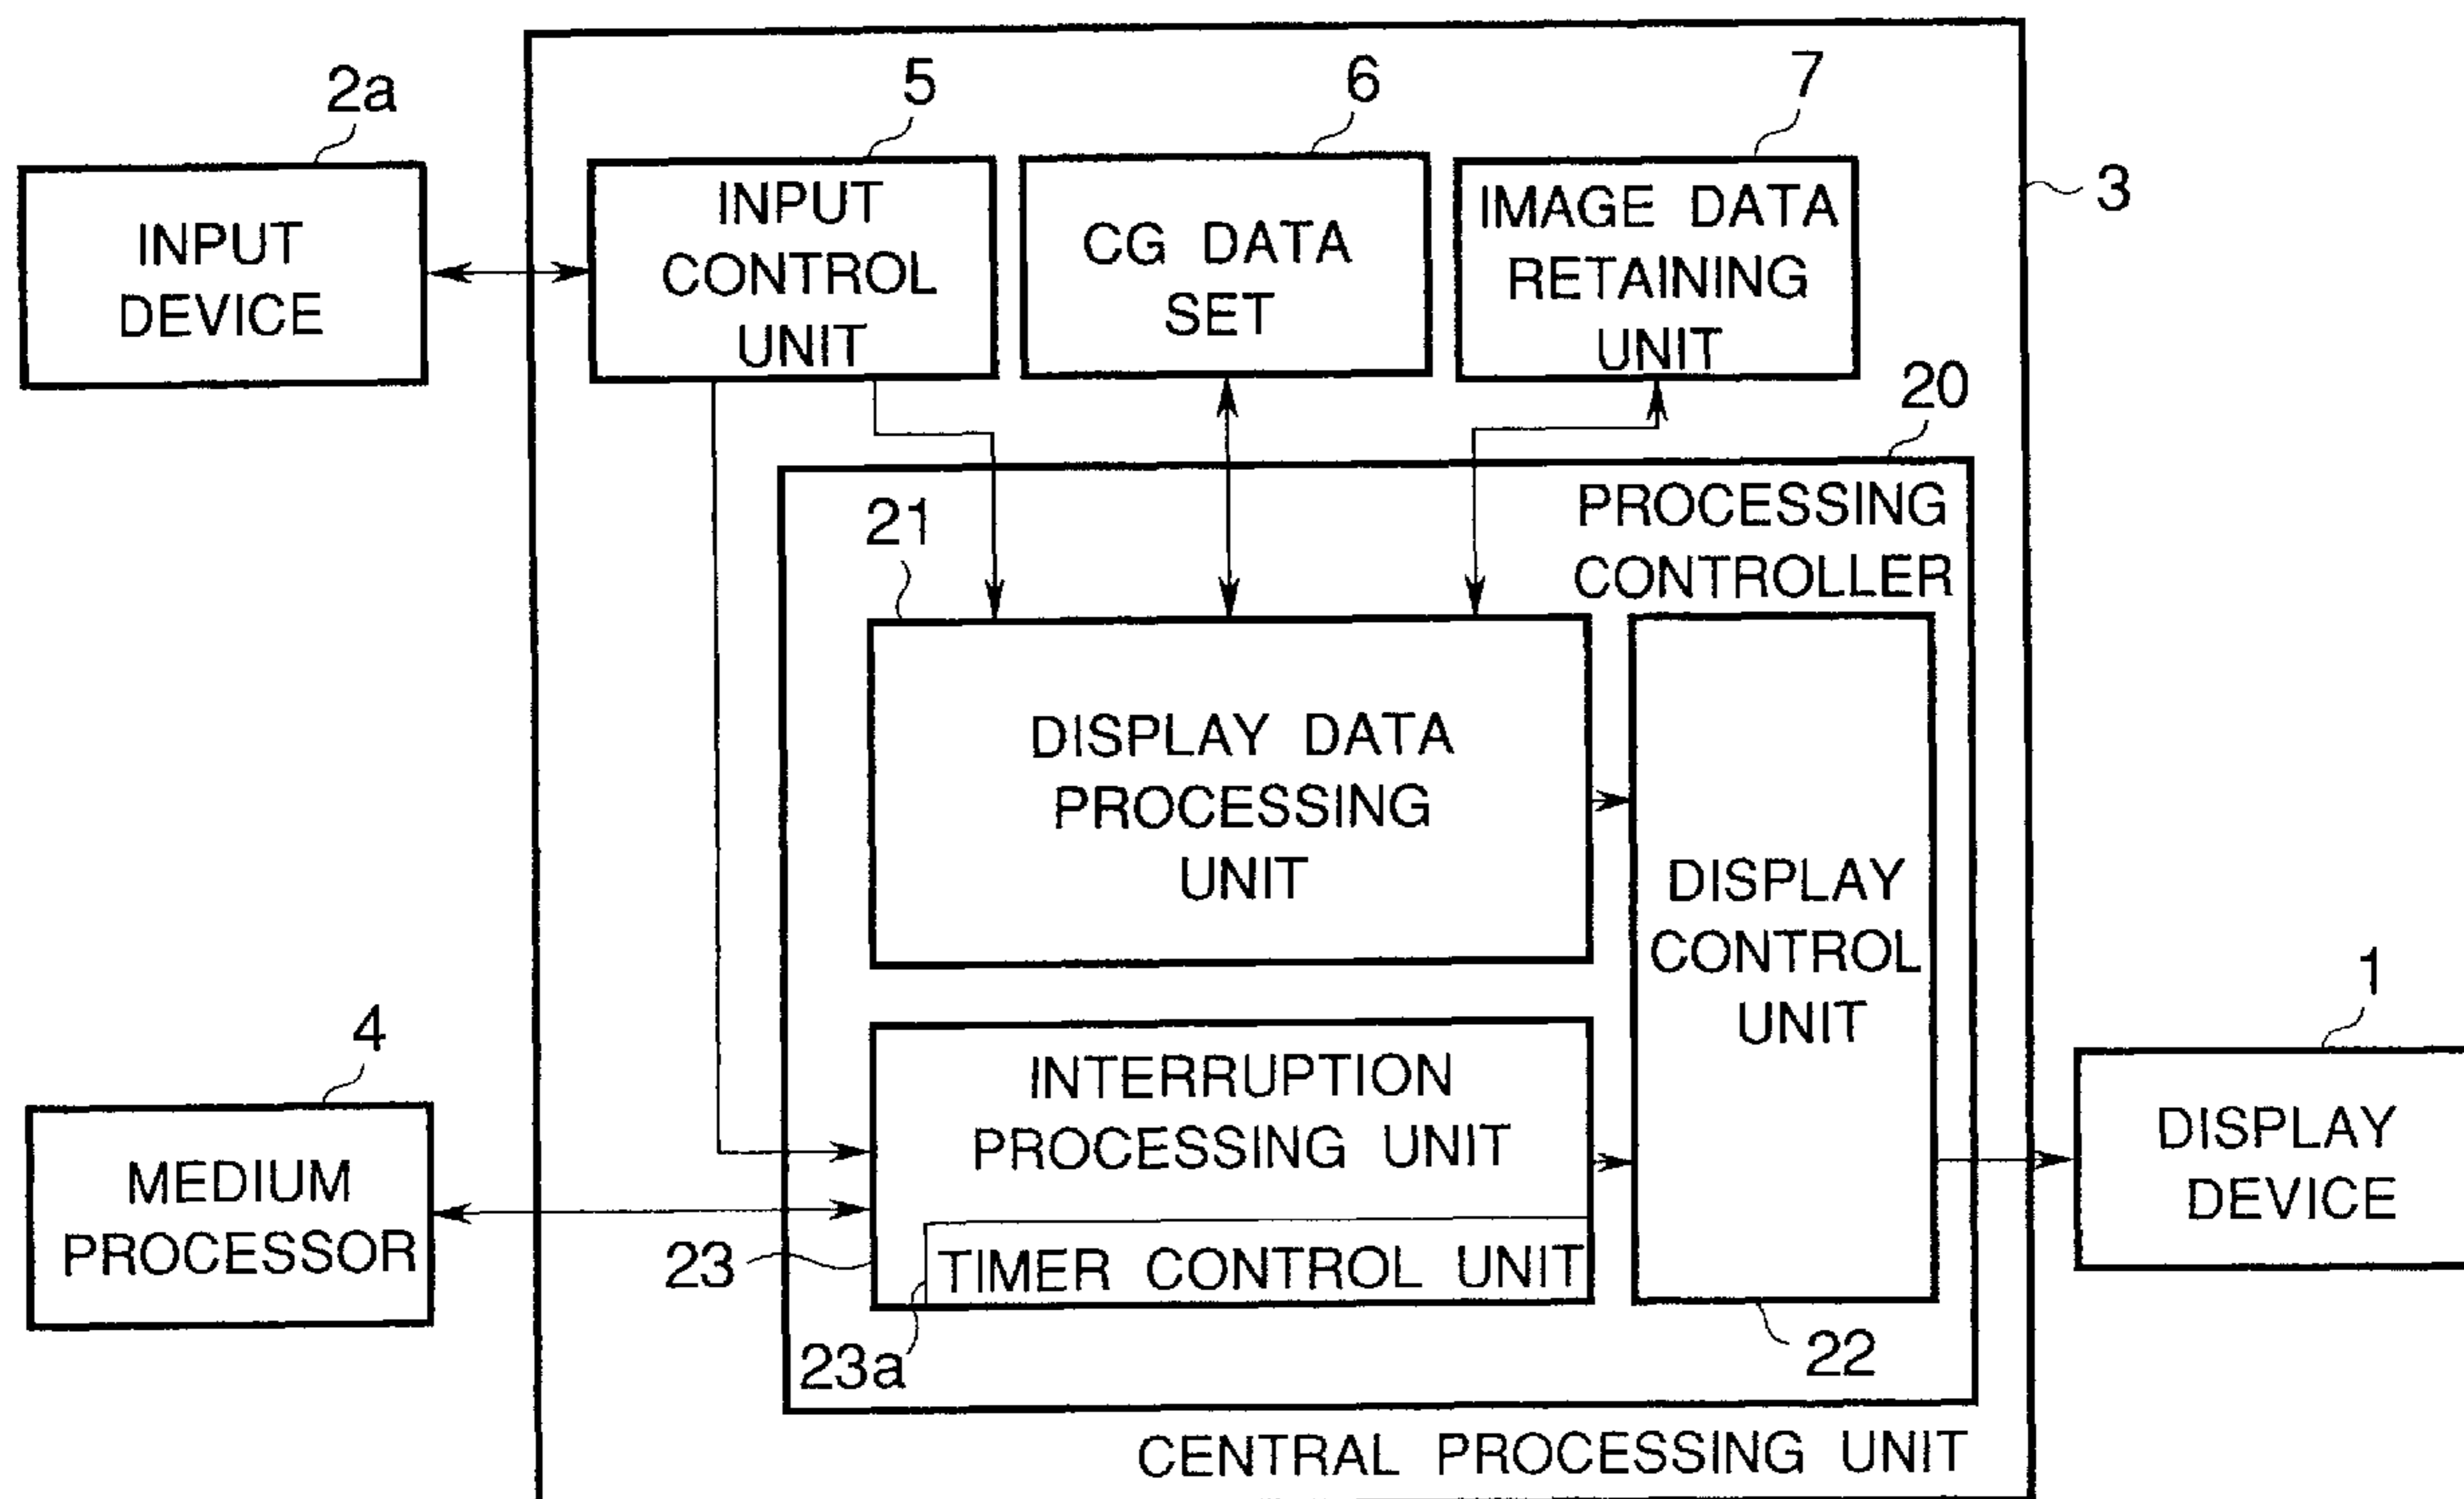 2a
INPUT
DEVICE
5
INPUT
CONTROL
UNIT
6
CG DATA
SET
7
IMAGE DATA
RETAINING
UNIT
3
20
PROCESSING
CONTROLLER
21
DISPLAY DATA
PROCESSING
UNIT
DISPLAY
CONTROL
UNIT
22
4
MEDIUM
PROCESSOR
INTERRUPTION
PROCESSING UNIT
23
TIMER CONTROL UNIT
23a
1
DISPLAY
DEVICE
CENTRAL PROCESSING UNIT